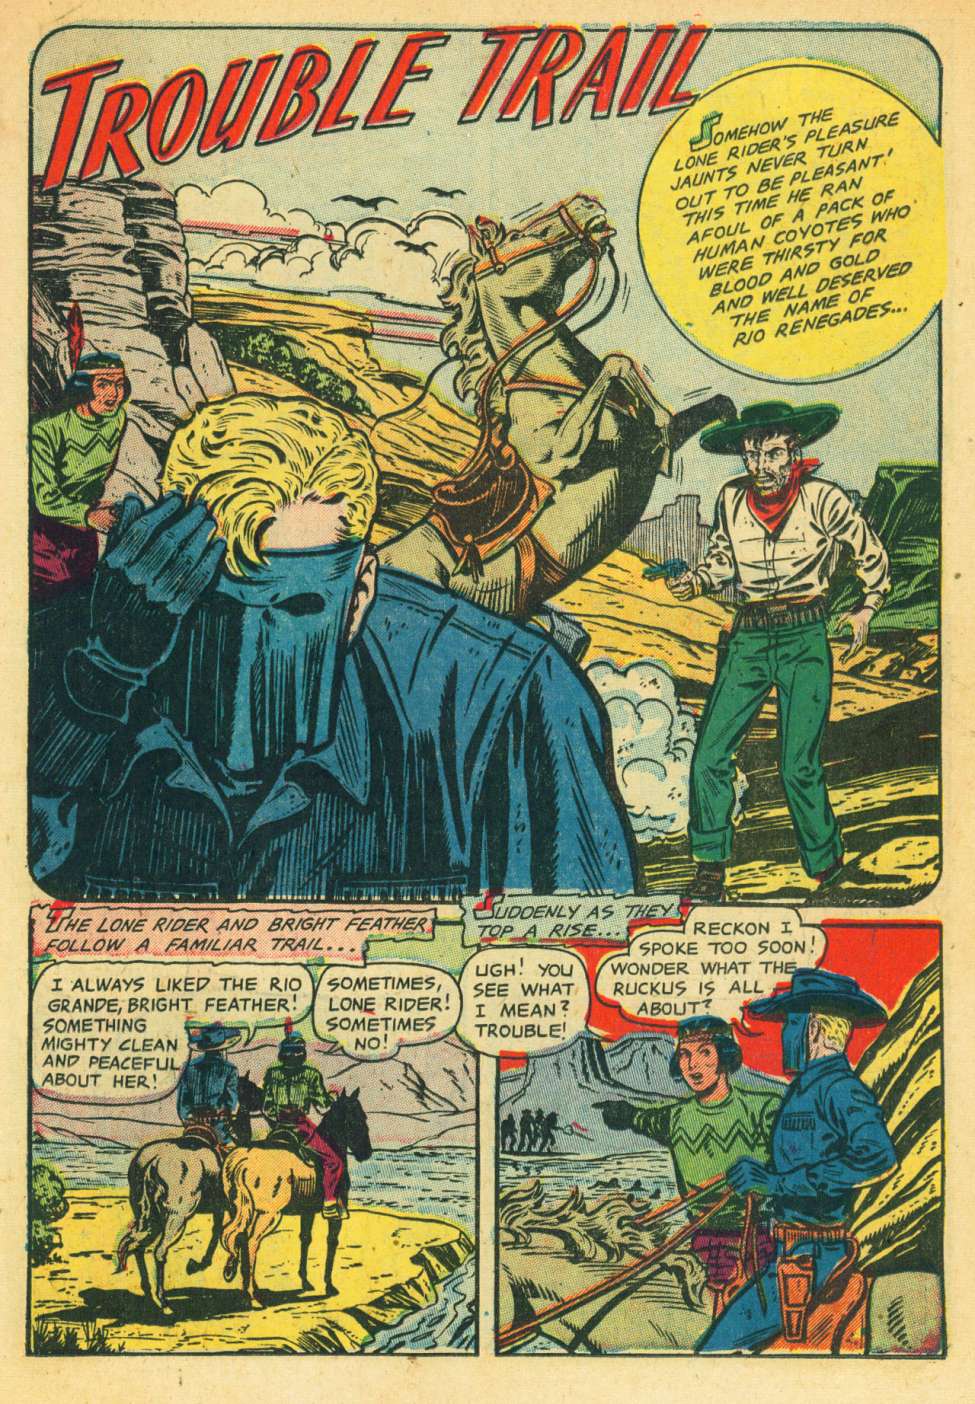 TROUBLE TRAIL
SOMEHOW THE
LONE RIDER'S PLEASURE
JAUNTS NEVER TURN
OUT TO BE PLEASANT!
THIS TIME HE RAN
AFOUL OF A PACK OF
HUMAN COYOTES WHO
WERE THIRSTY FOR
BLOOD AND GOLD
AND WELL DESERVED
THE NAME OF
RIO RENEGADES...
THE LONE RIDER AND BRIGHT FEATHER
FOLLOW A FAMILIAR TRAIL...
I ALWAYS LIKED THE RIO
GRANDE, BRIGHT FEATHER!
SOMETHING
MIGHTY CLEAN
AND PEACEFUL
ABOUT HER!
SOMETIMES,
LONE RIDER!
SOMETIMES
NO!
SUDDENLY AS THEY
TOP A RISE...
UGH! YOU
SEE WHAT
I MEAN?
TROUBLE!
RECKON I
SPOKE TOO SOON!
WONDER WHAT THE
RUCKUS IS ALL
ABOUT?